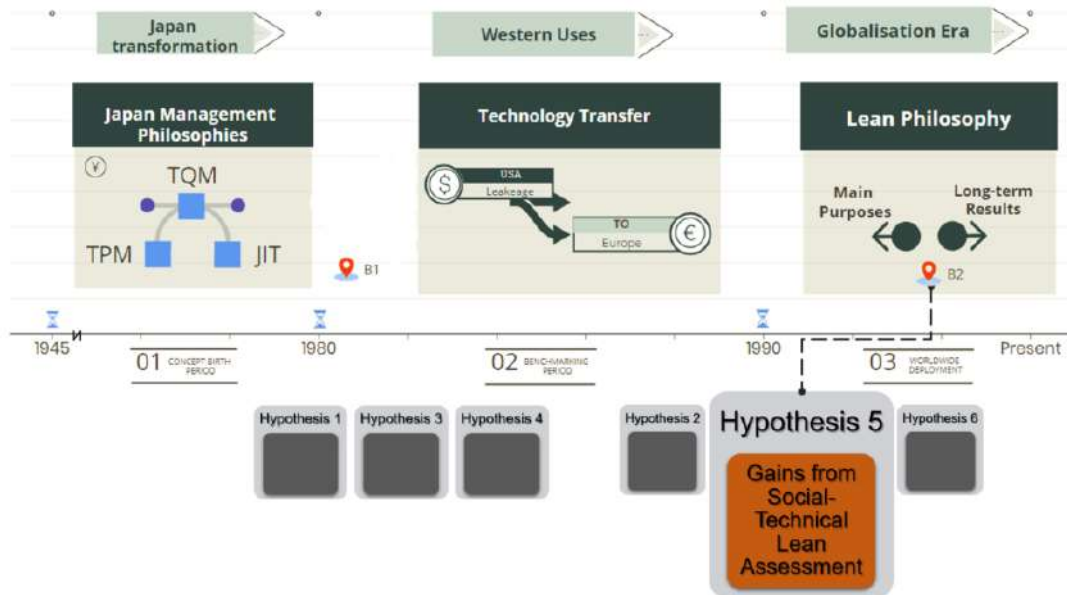 Japan
transformation
Western Uses
Globalisation Era
Japan Management
Philosophies
Technology Transfer
Lean Philosophy
¥
TQM
TPM
JIT
B1
$
USA
Leakeage
TO
Europe
€
Main
Purposes
Long-term
Results
B2
1945
1980
1990
Present
01 CONCEPT BIRTH
PERIOD
02 BENCHMARKING
PERIOD
03 WORLDWIDE
DEPLOYMENT
Hypothesis 1
Hypothesis 3
Hypothesis 4
Hypothesis 2
Hypothesis 5
Hypothesis 6
Gains from
Social-
Technical
Lean
Assessment